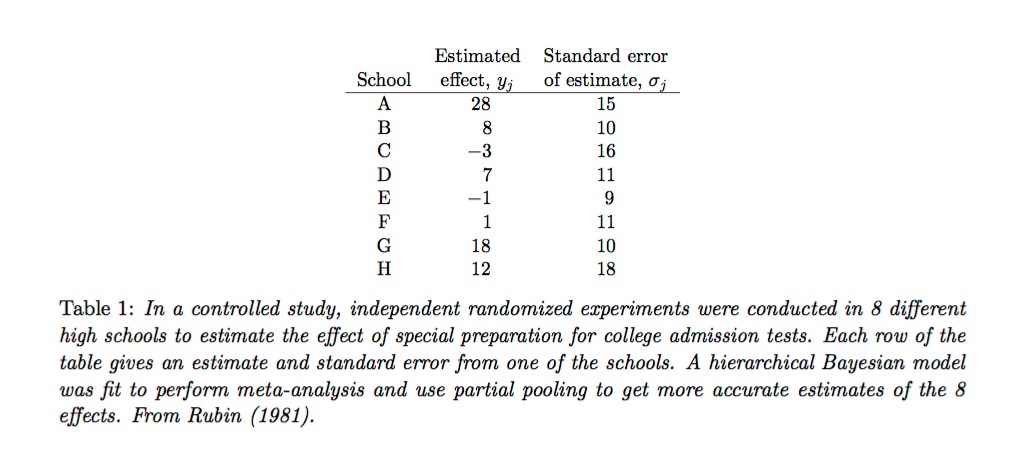 Estimated Standard error
School effect, yj of estimate, σj
A 28 15
B 8 10
C −3 16
D 7 11
E −1 9
F 1 11
G 18 10
H 12 18
Table 1: In a controlled study, independent randomized experiments were conducted in 8 different
high schools to estimate the effect of special preparation for college admission tests. Each row of the
table gives an estimate and standard error from one of the schools. A hierarchical Bayesian model
was fit to perform meta-analysis and use partial pooling to get more accurate estimates of the 8
effects. From Rubin (1981).